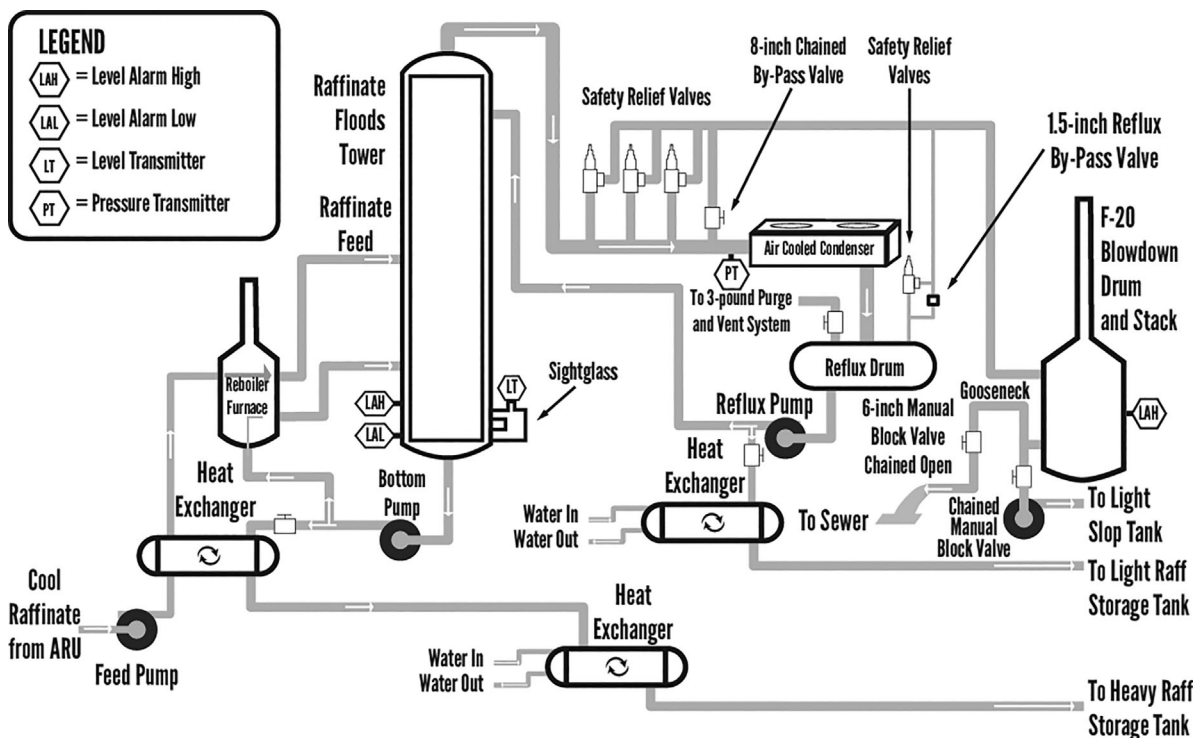 LEGEND
LAH = Level Alarm High
LAL = Level Alarm Low
LT = Level Transmitter
PT = Pressure Transmitter
Raffinate
Floods
Tower
Raffinate
Feed
Safety Relief Valves
8-inch Chained
By-Pass Valve
Safety Relief
Valves
1.5-inch Reflux
By-Pass Valve
F-20
Blowdown
Drum
and Stack
Air Cooled Condenser
PT
To 3-pound Purge
and Vent System
Reflux Drum
Reboiler
Furnace
Sightglass
LT
LAH
LAL
Reflux Pump
Gooseneck
6-inch Manual
Block Valve
Chained Open
LAH
Heat
Exchanger
Bottom
Pump
Heat
Exchanger
Water In
Water Out
To Sewer
Chained
Manual
Block Valve
To Light
Slop Tank
To Light Raff
Storage Tank
Cool
Raffinate
from ARU
Feed Pump
Heat
Exchanger
Water In
Water Out
To Heavy Raff
Storage Tank